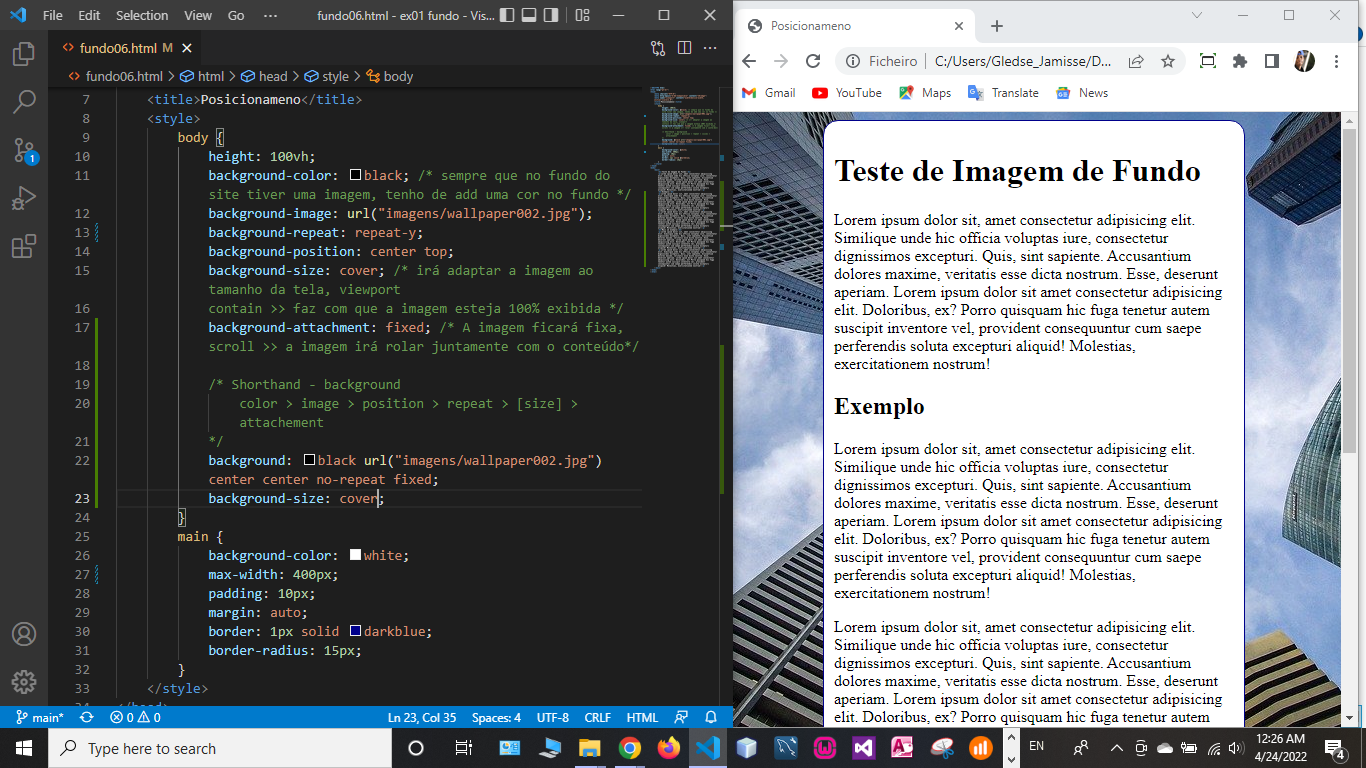 File Edit Selection View Go ··· fundo06.html - ex01 fundo - Vis...
fundo06.html M
fundo06.html > html > head > style > body
7 <title>Posicionameno</title>
8 <style>
9 body {
10 height: 100vh;
11 background-color: black; /* sempre que no fundo do
site tiver uma imagem, tenho de add uma cor no fundo */
12 background-image: url("imagens/wallpaper002.jpg");
13 background-repeat: repeat-y;
14 background-position: center top;
15 background-size: cover; /* irá adaptar a imagem ao
tamanho da tela, viewport
16 contain >> faz com que a imagem esteja 100% exibida */
17 background-attachment: fixed; /* A imagem ficará fixa,
scroll >> a imagem irá rolar juntamente com o conteúdo*/
18
19 /* Shorthand - background
20 color > image > position > repeat > [size] >
attachement
21 */
22 background: black url("imagens/wallpaper002.jpg")
center center no-repeat fixed;
23 background-size: cover;
24 }
25 main {
26 background-color: white;
27 max-width: 400px;
28 padding: 10px;
29 margin: auto;
30 border: 1px solid darkblue;
31 border-radius: 15px;
32 }
33 </style>
1
main* 0 0 Ln 23, Col 35 Spaces: 4 UTF-8 CRLF HTML
Posicionameno
Ficheiro C:/Users/Gledse_Jamisse/D...
Gmail YouTube Maps Translate News
Teste de Imagem de Fundo
Lorem ipsum dolor sit, amet consectetur adipisicing elit.
Similique unde hic officia voluptas iure, consectetur
dignissimos excepturi. Quis, sint sapiente. Accusantium
dolores maxime, veritatis esse dicta nostrum. Esse, deserunt
aperiam. Lorem ipsum dolor sit amet consectetur adipisicing
elit. Doloribus, ex? Porro quisquam hic fuga tenetur autem
suscipit inventore vel, provident consequuntur cum saepe
perferendis soluta excepturi aliquid! Molestias,
exercitationem nostrum!
Exemplo
Lorem ipsum dolor sit, amet consectetur adipisicing elit.
Similique unde hic officia voluptas iure, consectetur
dignissimos excepturi. Quis, sint sapiente. Accusantium
dolores maxime, veritatis esse dicta nostrum. Esse, deserunt
aperiam. Lorem ipsum dolor sit amet consectetur adipisicing
elit. Doloribus, ex? Porro quisquam hic fuga tenetur autem
suscipit inventore vel, provident consequuntur cum saepe
perferendis soluta excepturi aliquid! Molestias,
exercitationem nostrum!
Lorem ipsum dolor sit, amet consectetur adipisicing elit.
Similique unde hic officia voluptas iure, consectetur
dignissimos excepturi. Quis, sint sapiente. Accusantium
dolores maxime, veritatis esse dicta nostrum. Esse, deserunt
aperiam. Lorem ipsum dolor sit amet consectetur adipisicing
elit. Doloribus, ex? Porro quisquam hic fuga tenetur autem
Type here to search
EN
12:26 AM
4/24/2022
4